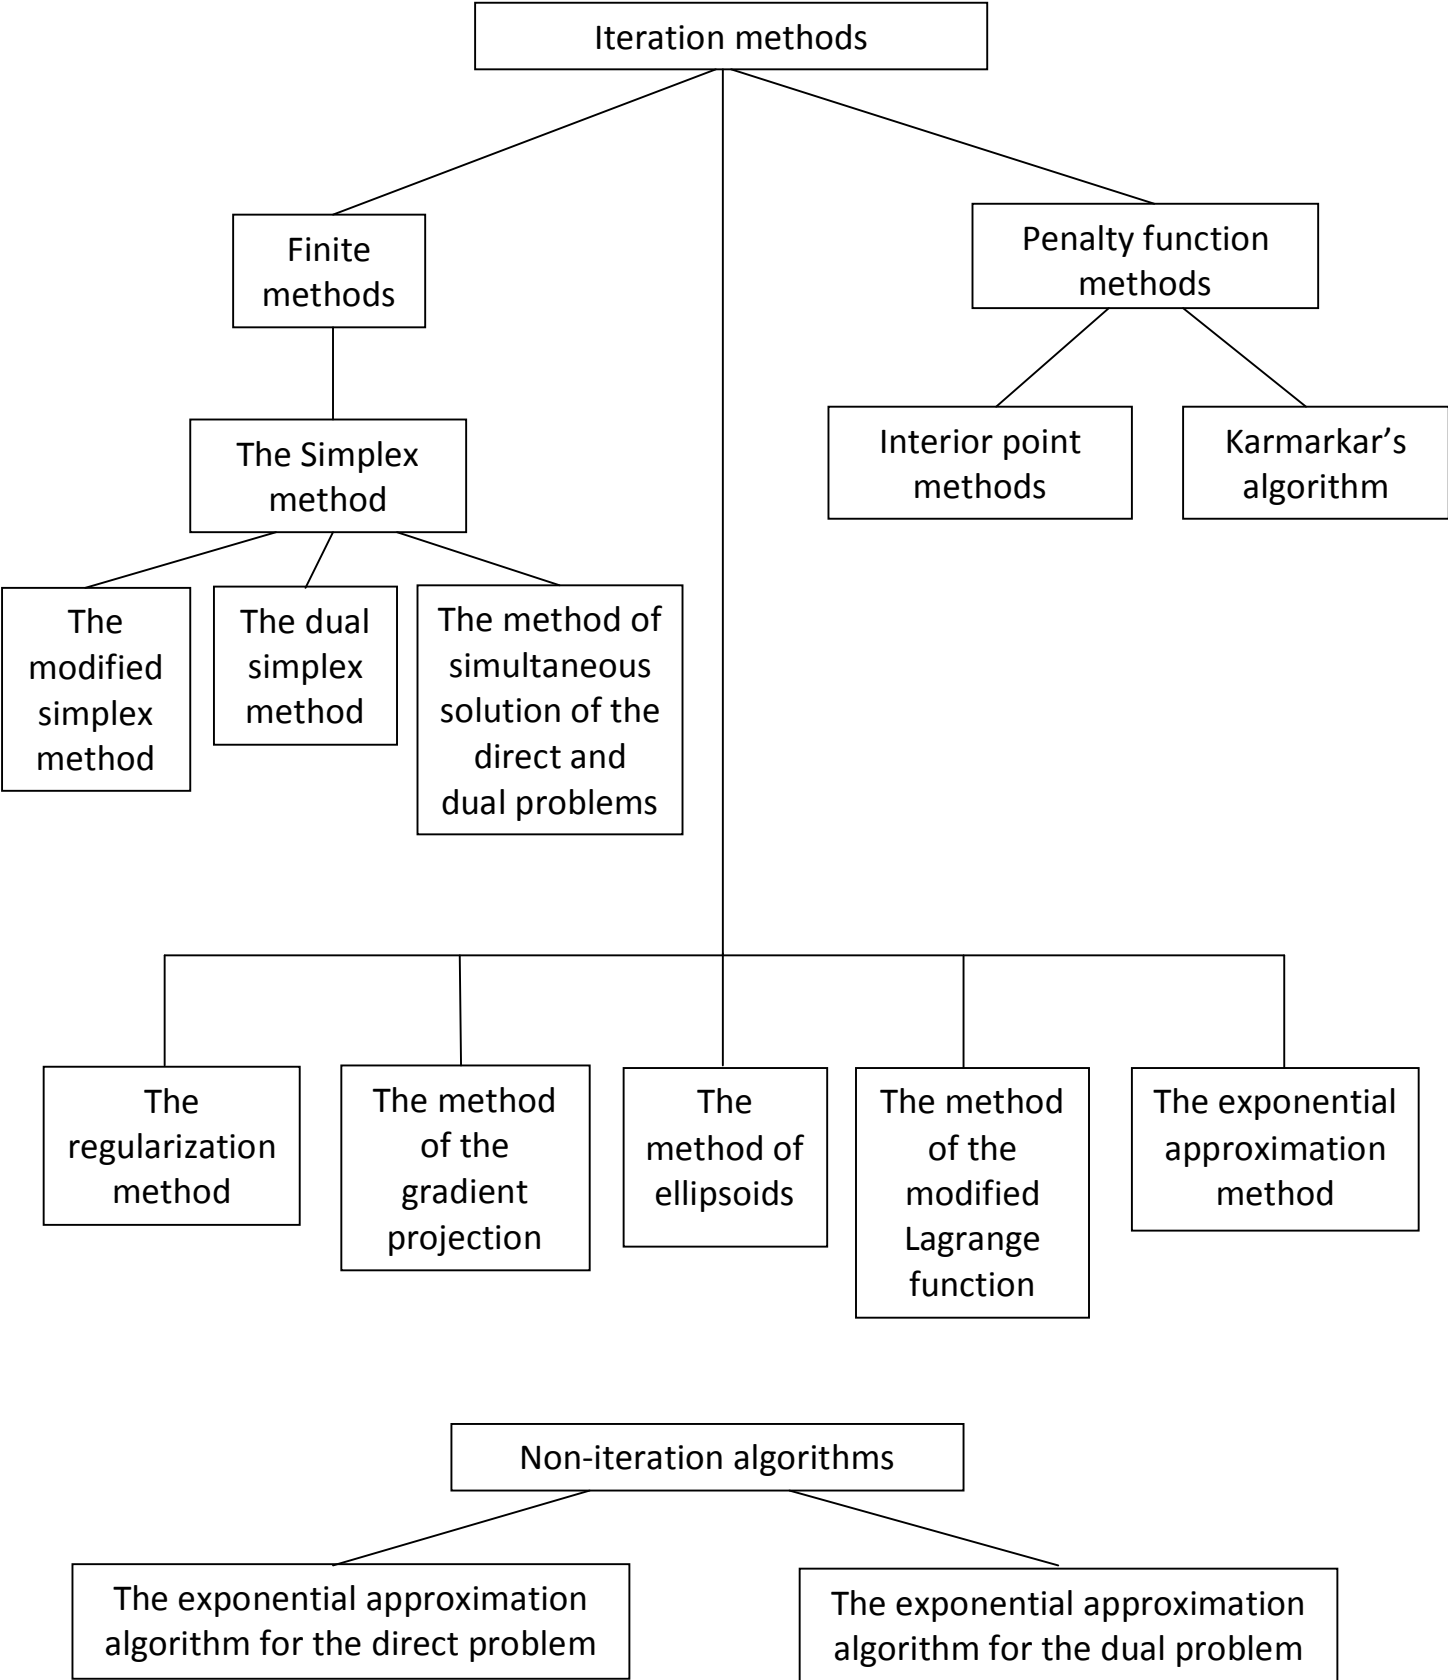 Iteration methods
Finite
methods
Penalty function
methods
The Simplex
method
Interior point
methods
Karmarkar’s
algorithm
The
modified
simplex
method
The dual
simplex
method
The method of
simultaneous
solution of the
direct and
dual problems
The
regularization
method
The method
of the
gradient
projection
The
method of
ellipsoids
The method
of the
modified
Lagrange
function
The exponential
approximation
method
Non-iteration algorithms
The exponential approximation
algorithm for the direct problem
The exponential approximation
algorithm for the dual problem